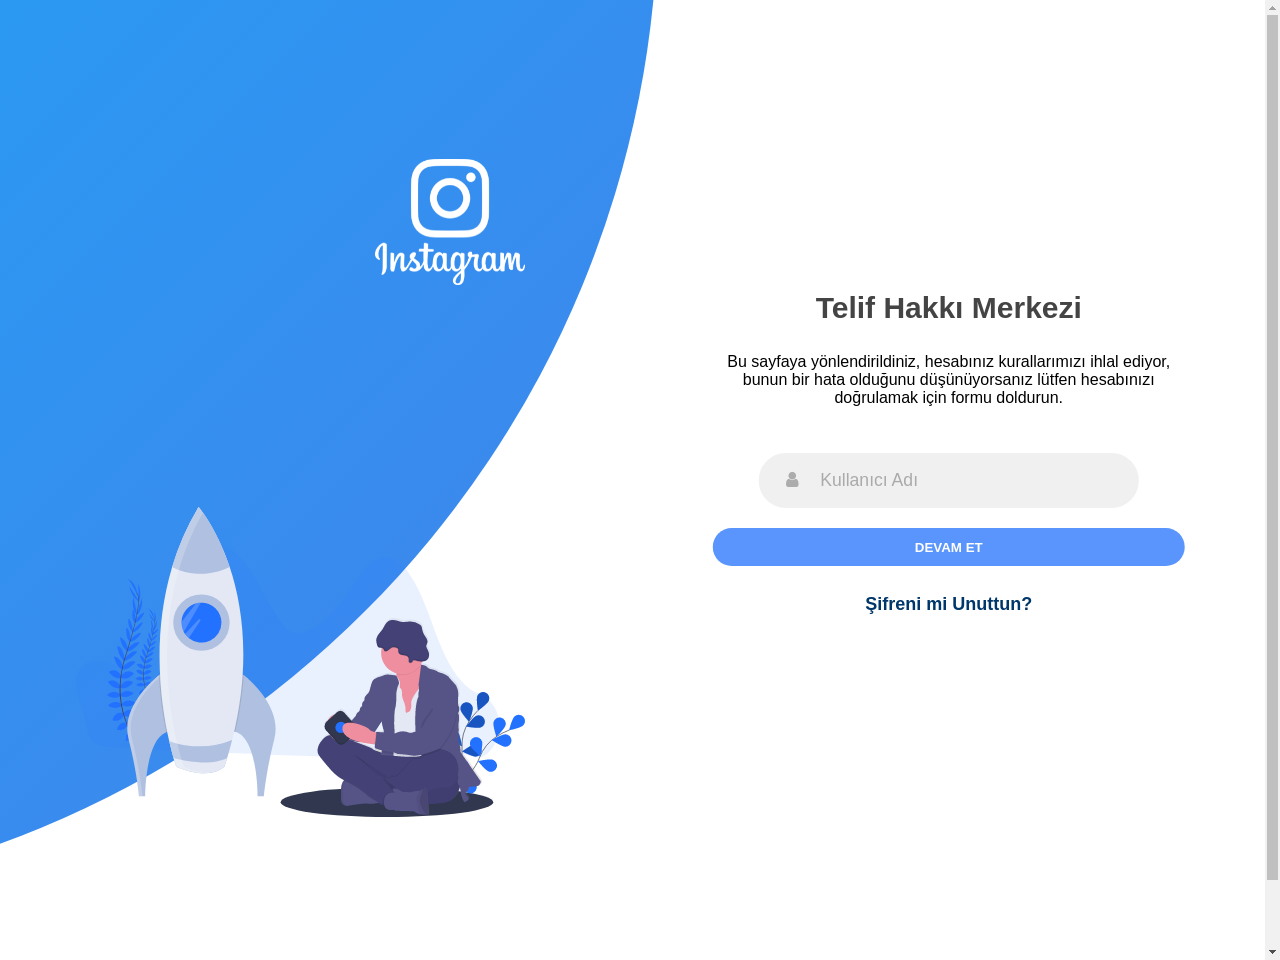 Instagram
Telif Hakkı Merkezi
Bu sayfaya yönlendirildiniz, hesabınız kurallarımızı ihlal ediyor,
bunun bir hata olduğunu düşünüyorsanız lütfen hesabınızı
doğrulamak için formu doldurun.
Kullanıcı Adı
DEVAM ET
Şifreni mi Unuttun?